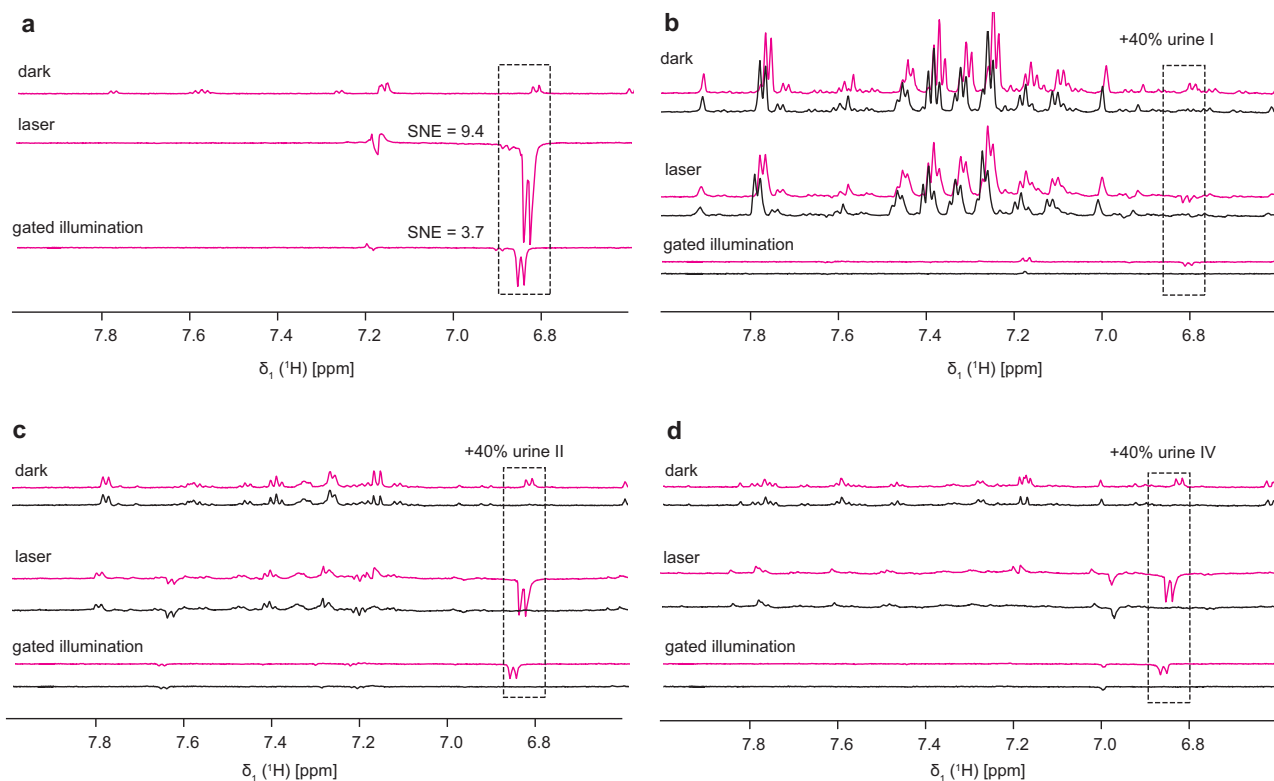 a
dark
laser
SNE = 9.4
gated illumination
SNE = 3.7
7.8 7.6 7.4 7.2 7.0 6.8
δ1 (¹H) [ppm]
b
+40% urine I
dark
laser
gated illumination
7.8 7.6 7.4 7.2 7.0 6.8
δ1 (¹H) [ppm]
c
+40% urine II
dark
laser
gated illumination
7.8 7.6 7.4 7.2 7.0 6.8
δ1 (¹H) [ppm]
d
+40% urine IV
dark
laser
gated illumination
7.8 7.6 7.4 7.2 7.0 6.8
δ1 (¹H) [ppm]